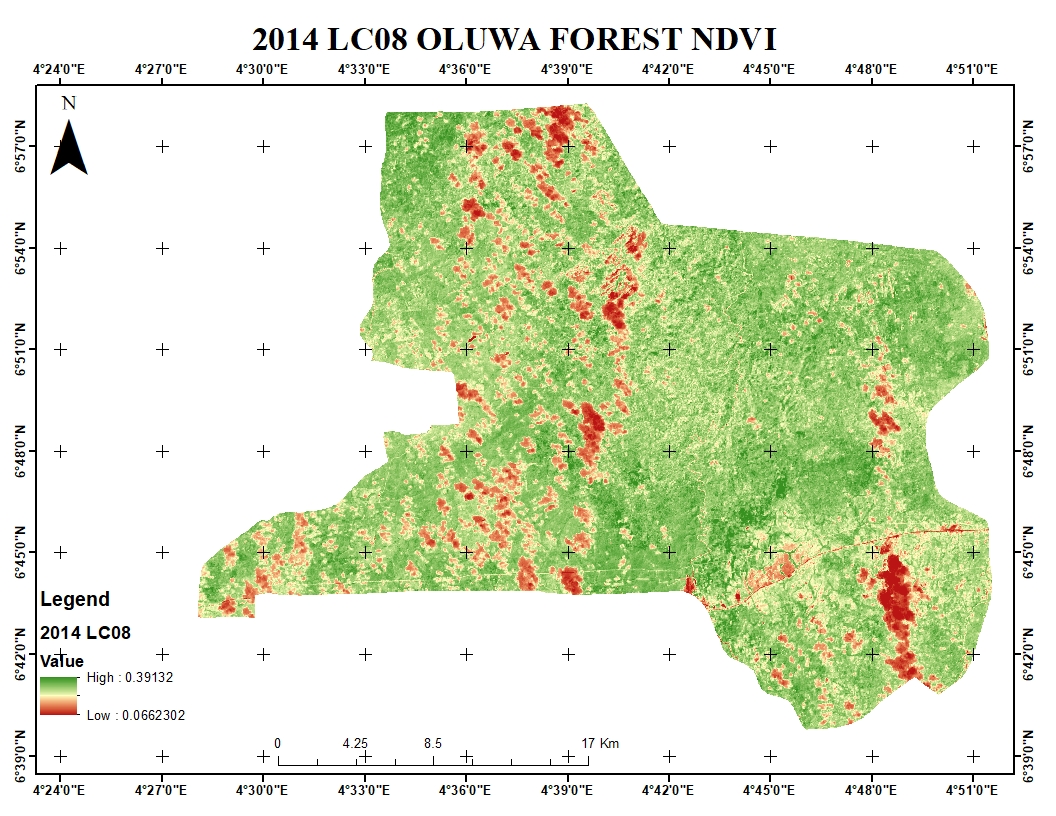 2014 LC08 OLUWA FOREST NDVI
4°24'0"E 4°27'0"E 4°30'0"E 4°33'0"E 4°36'0"E 4°39'0"E 4°42'0"E 4°45'0"E 4°48'0"E 4°51'0"E
N
6°57'0"N 6°57'0"N
6°54'0"N 6°54'0"N
6°51'0"N 6°51'0"N
6°48'0"N 6°48'0"N
6°45'0"N 6°45'0"N
6°42'0"N 6°42'0"N
6°39'0"N 6°39'0"N
Legend
2014 LC08
Value
High : 0.39132
Low : 0.0662302
0 4.25 8.5 17 Km
4°24'0"E 4°27'0"E 4°30'0"E 4°33'0"E 4°36'0"E 4°39'0"E 4°42'0"E 4°45'0"E 4°48'0"E 4°51'0"E